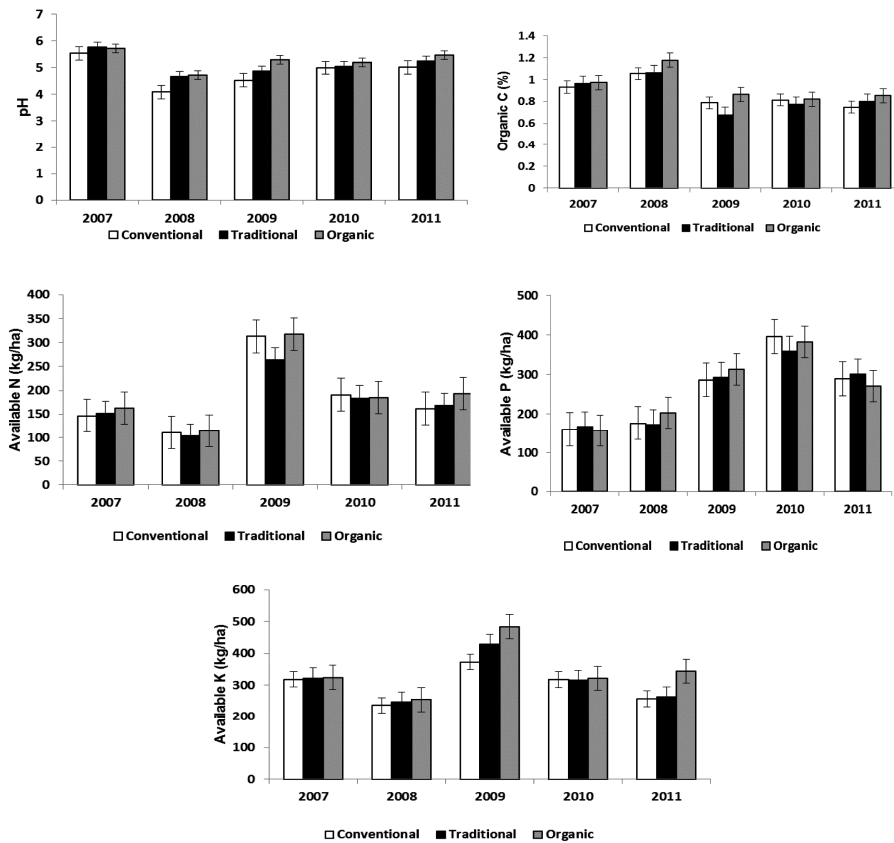 pH
7
6
5
4
3
2
1
0
2007 2008 2009 2010 2011
Conventional Traditional Organic
Organic C (%)
1.4
1.2
1
0.8
0.6
0.4
0.2
0
2007 2008 2009 2010 2011
Conventional Traditional Organic
Available N (kg/ha)
400
350
300
250
200
150
100
50
0
2007 2008 2009 2010 2011
Conventional Traditional Organic
Available P (kg/ha)
500
400
300
200
100
0
2007 2008 2009 2010 2011
Conventional Traditional Organic
Available K (kg/ha)
600
500
400
300
200
100
0
2007 2008 2009 2010 2011
Conventional Traditional Organic